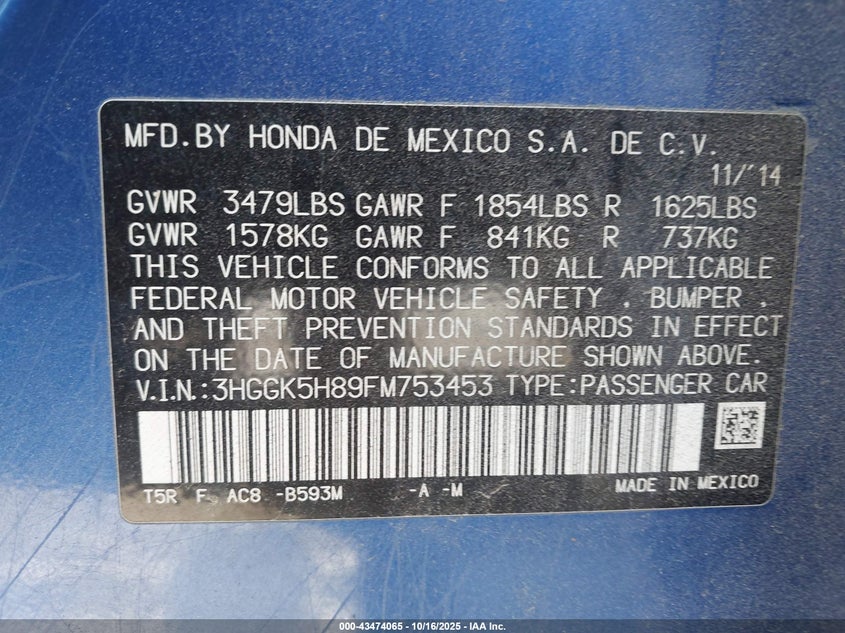 MFD.BY HONDA DE MEXICO S.A. DE C.V.
11/'14
GVWR 3479LBS GAWR F 1854LBS R 1625LBS
GVWR 1578KG GAWR F 841KG R 737KG
THIS VEHICLE CONFORMS TO ALL APPLICABLE
FEDERAL MOTOR VEHICLE SAFETY , BUMPER ,
AND THEFT PREVENTION STANDARDS IN EFFECT
ON THE DATE OF MANUFACTURE SHOWN ABOVE.
V.I.N.:3HGGK5H89FM753453 TYPE:PASSENGER CAR
T5R F AC8 -B593M -A -M MADE IN MEXICO
000-43474065 - 10/16/2025 - IAA Inc.